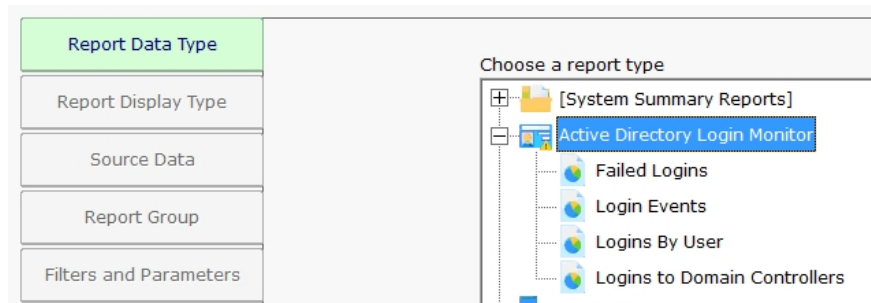 Report Data Type
Report Display Type
Source Data
Report Group
Filters and Parameters
Choose a report type
[System Summary Reports]
Active Directory Login Monitor
Failed Logins
Login Events
Logins By User
Logins to Domain Controllers